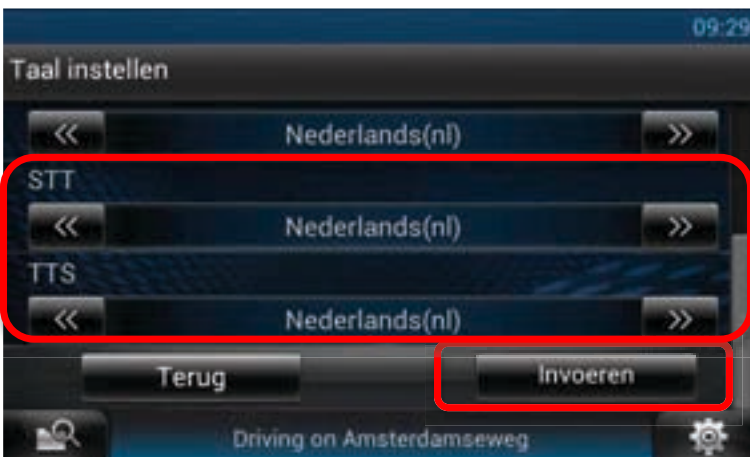 09:29
Taal instellen
<< Nederlands(nl) >>
STT
<< Nederlands(nl) >>
TTS
<< Nederlands(nl) >>
Terug Invoeren
Driving on Amsterdamseweg